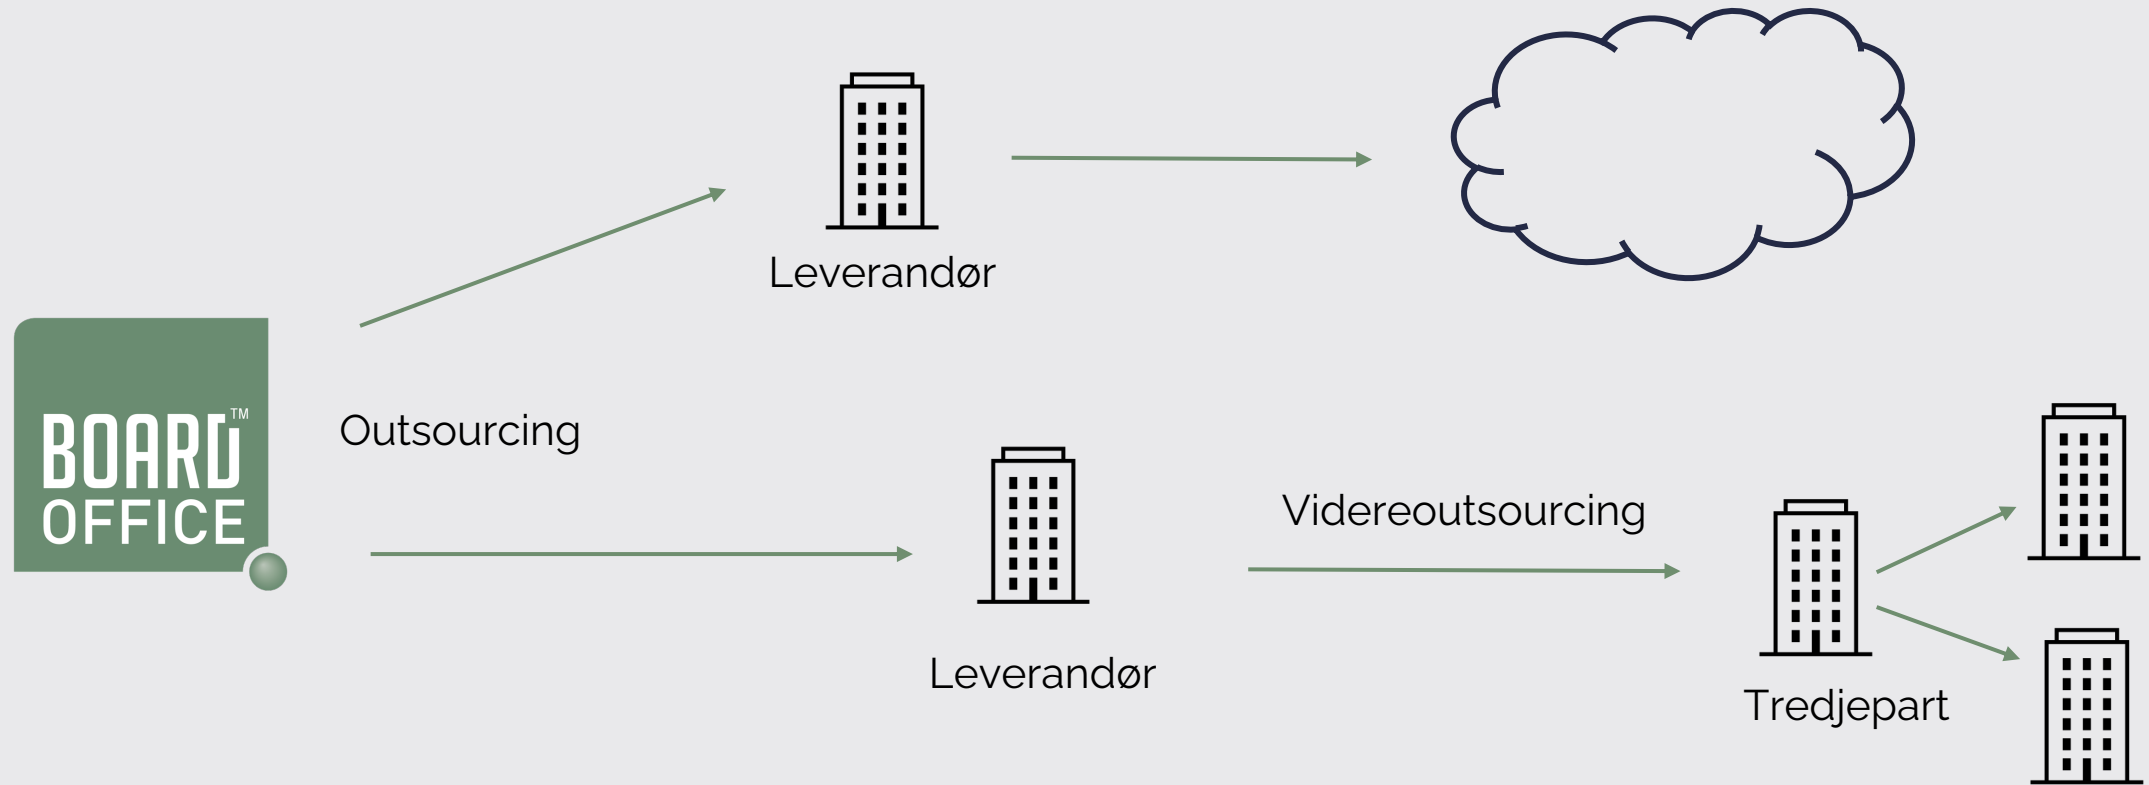 Leverandør
BOARD™
OFFICE
Outsourcing
Leverandør
Videreoutsourcing
Tredjepart